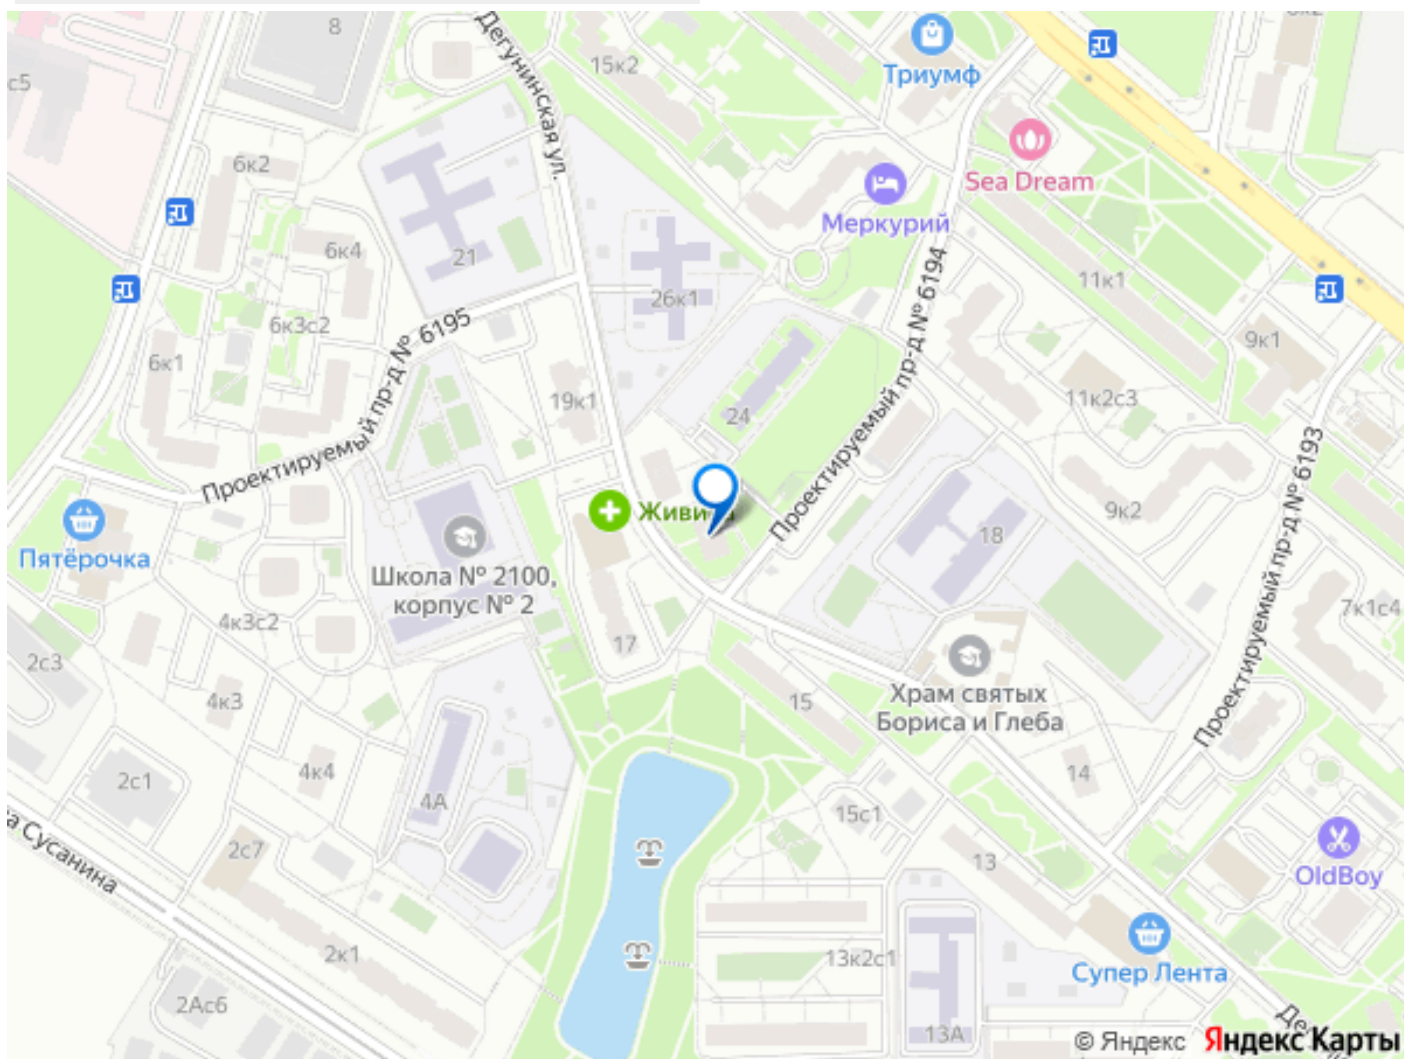 8
с5
Дегунинская ул.
15к2
Триумф
Sea Dream
Меркурий
6к2
6к4
21
26к1
11к1
6к3с2
6к1
Проектируемый пр-д № 6195
19к1
24
Проектируемый пр-д № 6194
9к1
11к2с3
9к2
Проектируемый пр-д № 6193
Пятёрочка
Школа № 2100,
корпус № 2
18
7к1с4
4к3с2
2с3
17
4к3
15
Храм святых
Бориса и Глеба
4к4
14
2с1
4А
15с1
2с7
13
OldBoy
Сусанина
2к1
13к2с1
Супер Лента
2Ас6
13А
© Яндекс Яндекс Карты